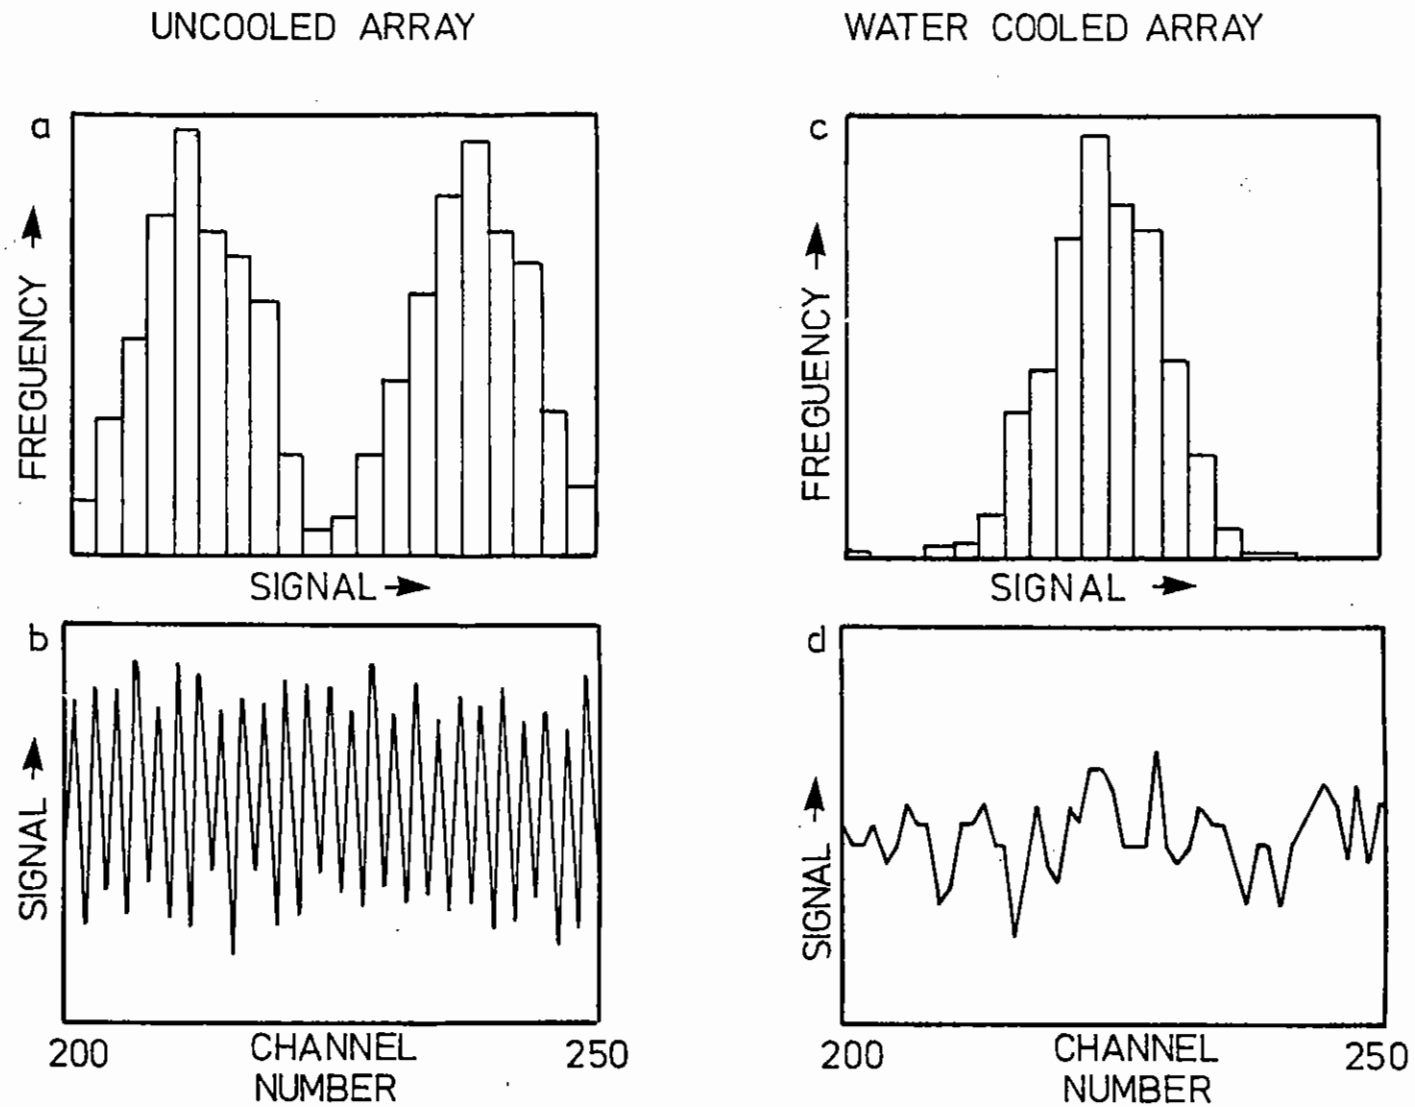 UNCOOLED ARRAY
WATER COOLED ARRAY
a
FREGUENCY
SIGNAL
c
FREGUENCY
SIGNAL
b
SIGNAL
200
250
CHANNEL
NUMBER
d
SIGNAL
200
250
CHANNEL
NUMBER